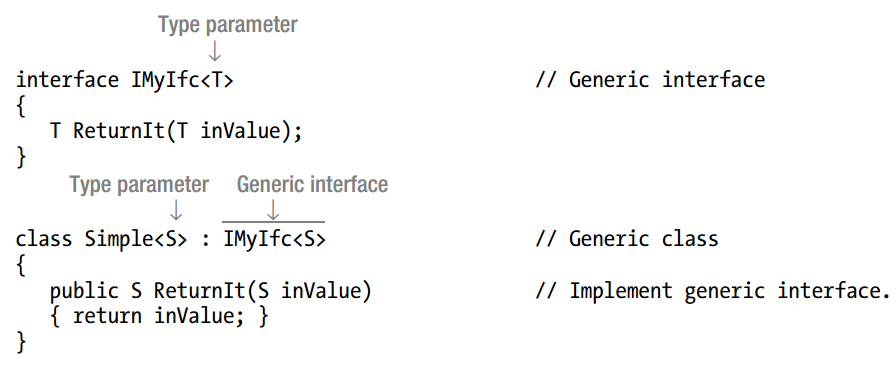 Type parameter
interface IMyIfc<T> // Generic interface
{
T ReturnIt(T inValue);
}
Type parameter Generic interface
class Simple<S> : IMyIfc<S> // Generic class
{
public S ReturnIt(S inValue) // Implement generic interface.
{ return inValue; }
}